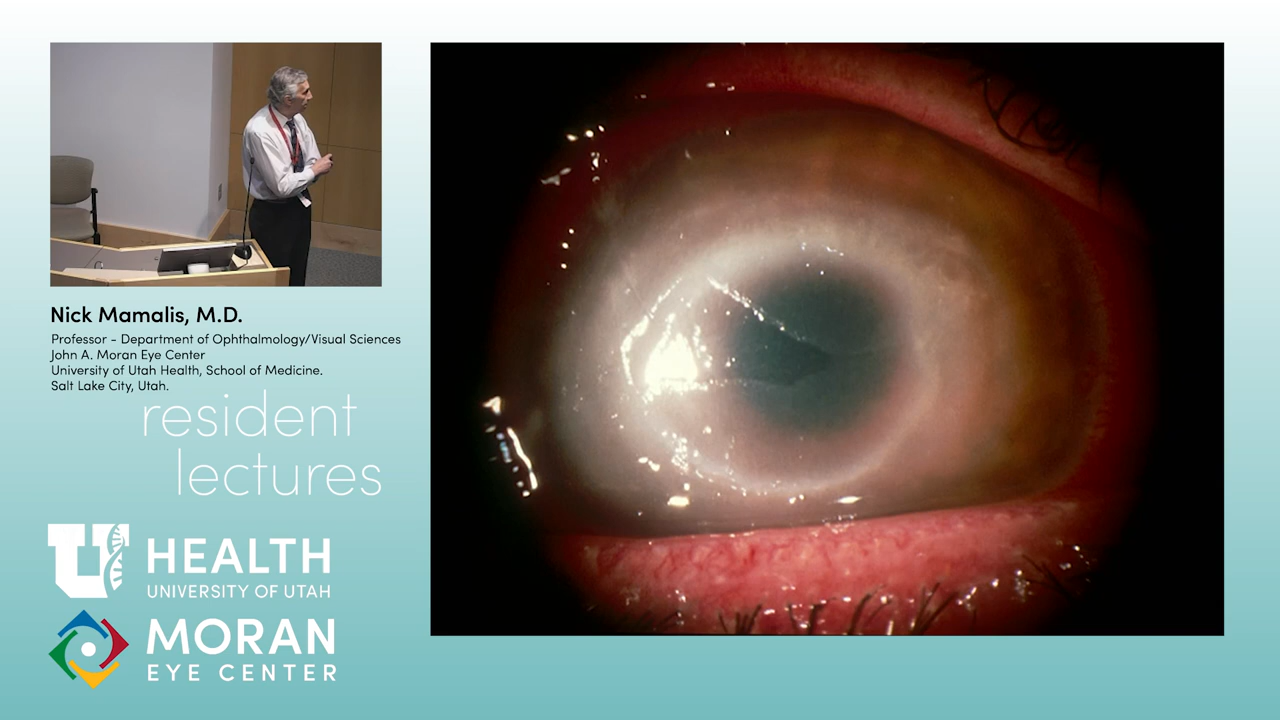 Nick Mamalis, M.D.
Professor - Department of Ophthalmology/Visual Sciences
John A. Moran Eye Center
University of Utah Health, School of Medicine.
Salt Lake City, Utah.
resident
lectures
U
HEALTH
UNIVERSITY OF UTAH
MORAN
EYE CENTER